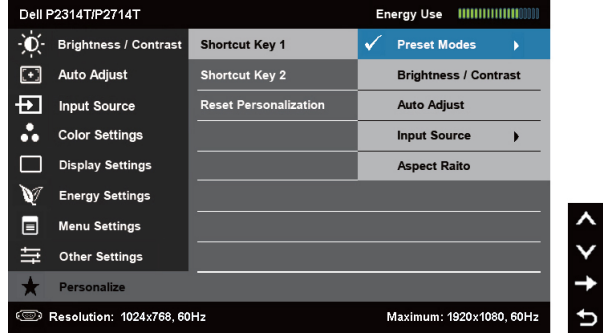 Dell P2314T/P2714T Energy Use
Brightness / Contrast Shortcut Key 1 Preset Modes
Auto Adjust Shortcut Key 2 Brightness / Contrast
Input Source Reset Personalization Auto Adjust
Color Settings Input Source
Display Settings Aspect Raito
Energy Settings
Menu Settings
Other Settings
Personalize
Resolution: 1024x768, 60Hz Maximum: 1920x1080, 60Hz